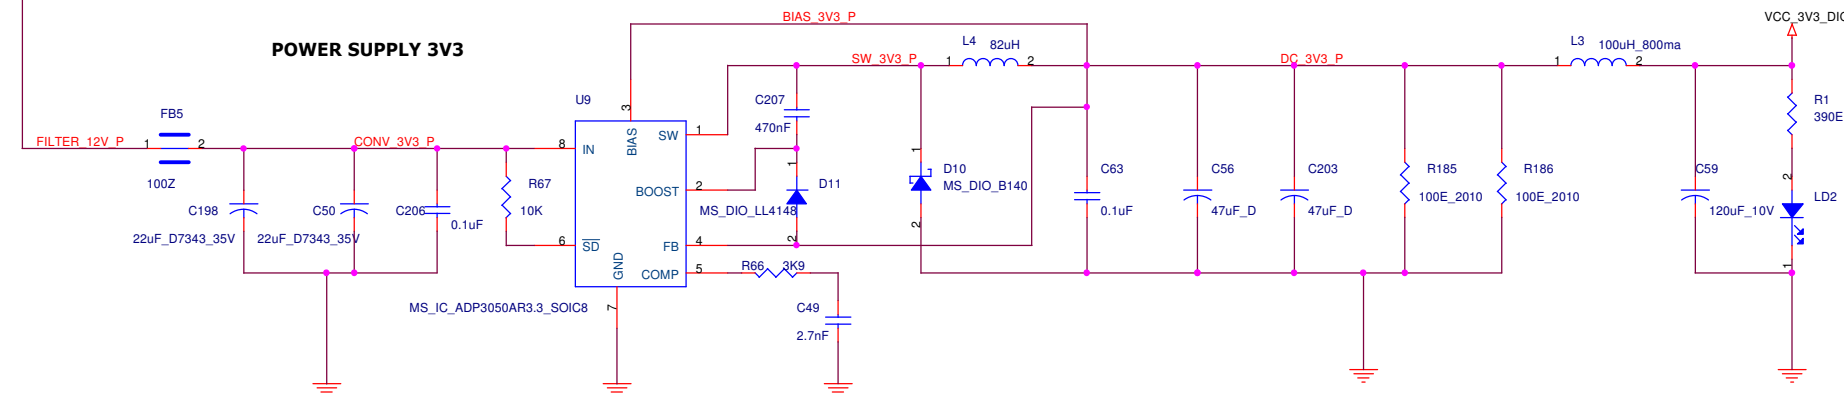 BIAS_3V3_P
VCC_3V3_DIO
POWER SUPPLY 3V3
L4
82uH
L3
100uH_800ma
SW_3V3_P
1
2
DC_3V3_P
1
2
U9
C207
470nF
3
R1
390E
FB5
FILTER_12V_P
1
2
CONV_3V3_P
8
IN
BIAS
SW
1
100Z
R67
10K
1
D11
1
D10
MS_DIO_B140
C63
C56
C203
R185
100E_2010
R186
100E_2010
C59
2
LD2
BOOST
2
MS_DIO_LL4148
C198
C50
C206
0.1uF
0.1uF
47uF_D
47uF_D
120uF_10V
22uF_D7343_35V
22uF_D7343_35V
6
SD
FB
4
2
2
GND
COMP
5
R66
3K9
1
MS_IC_ADP3050AR3.3_SOIC8
7
C49
2.7nF